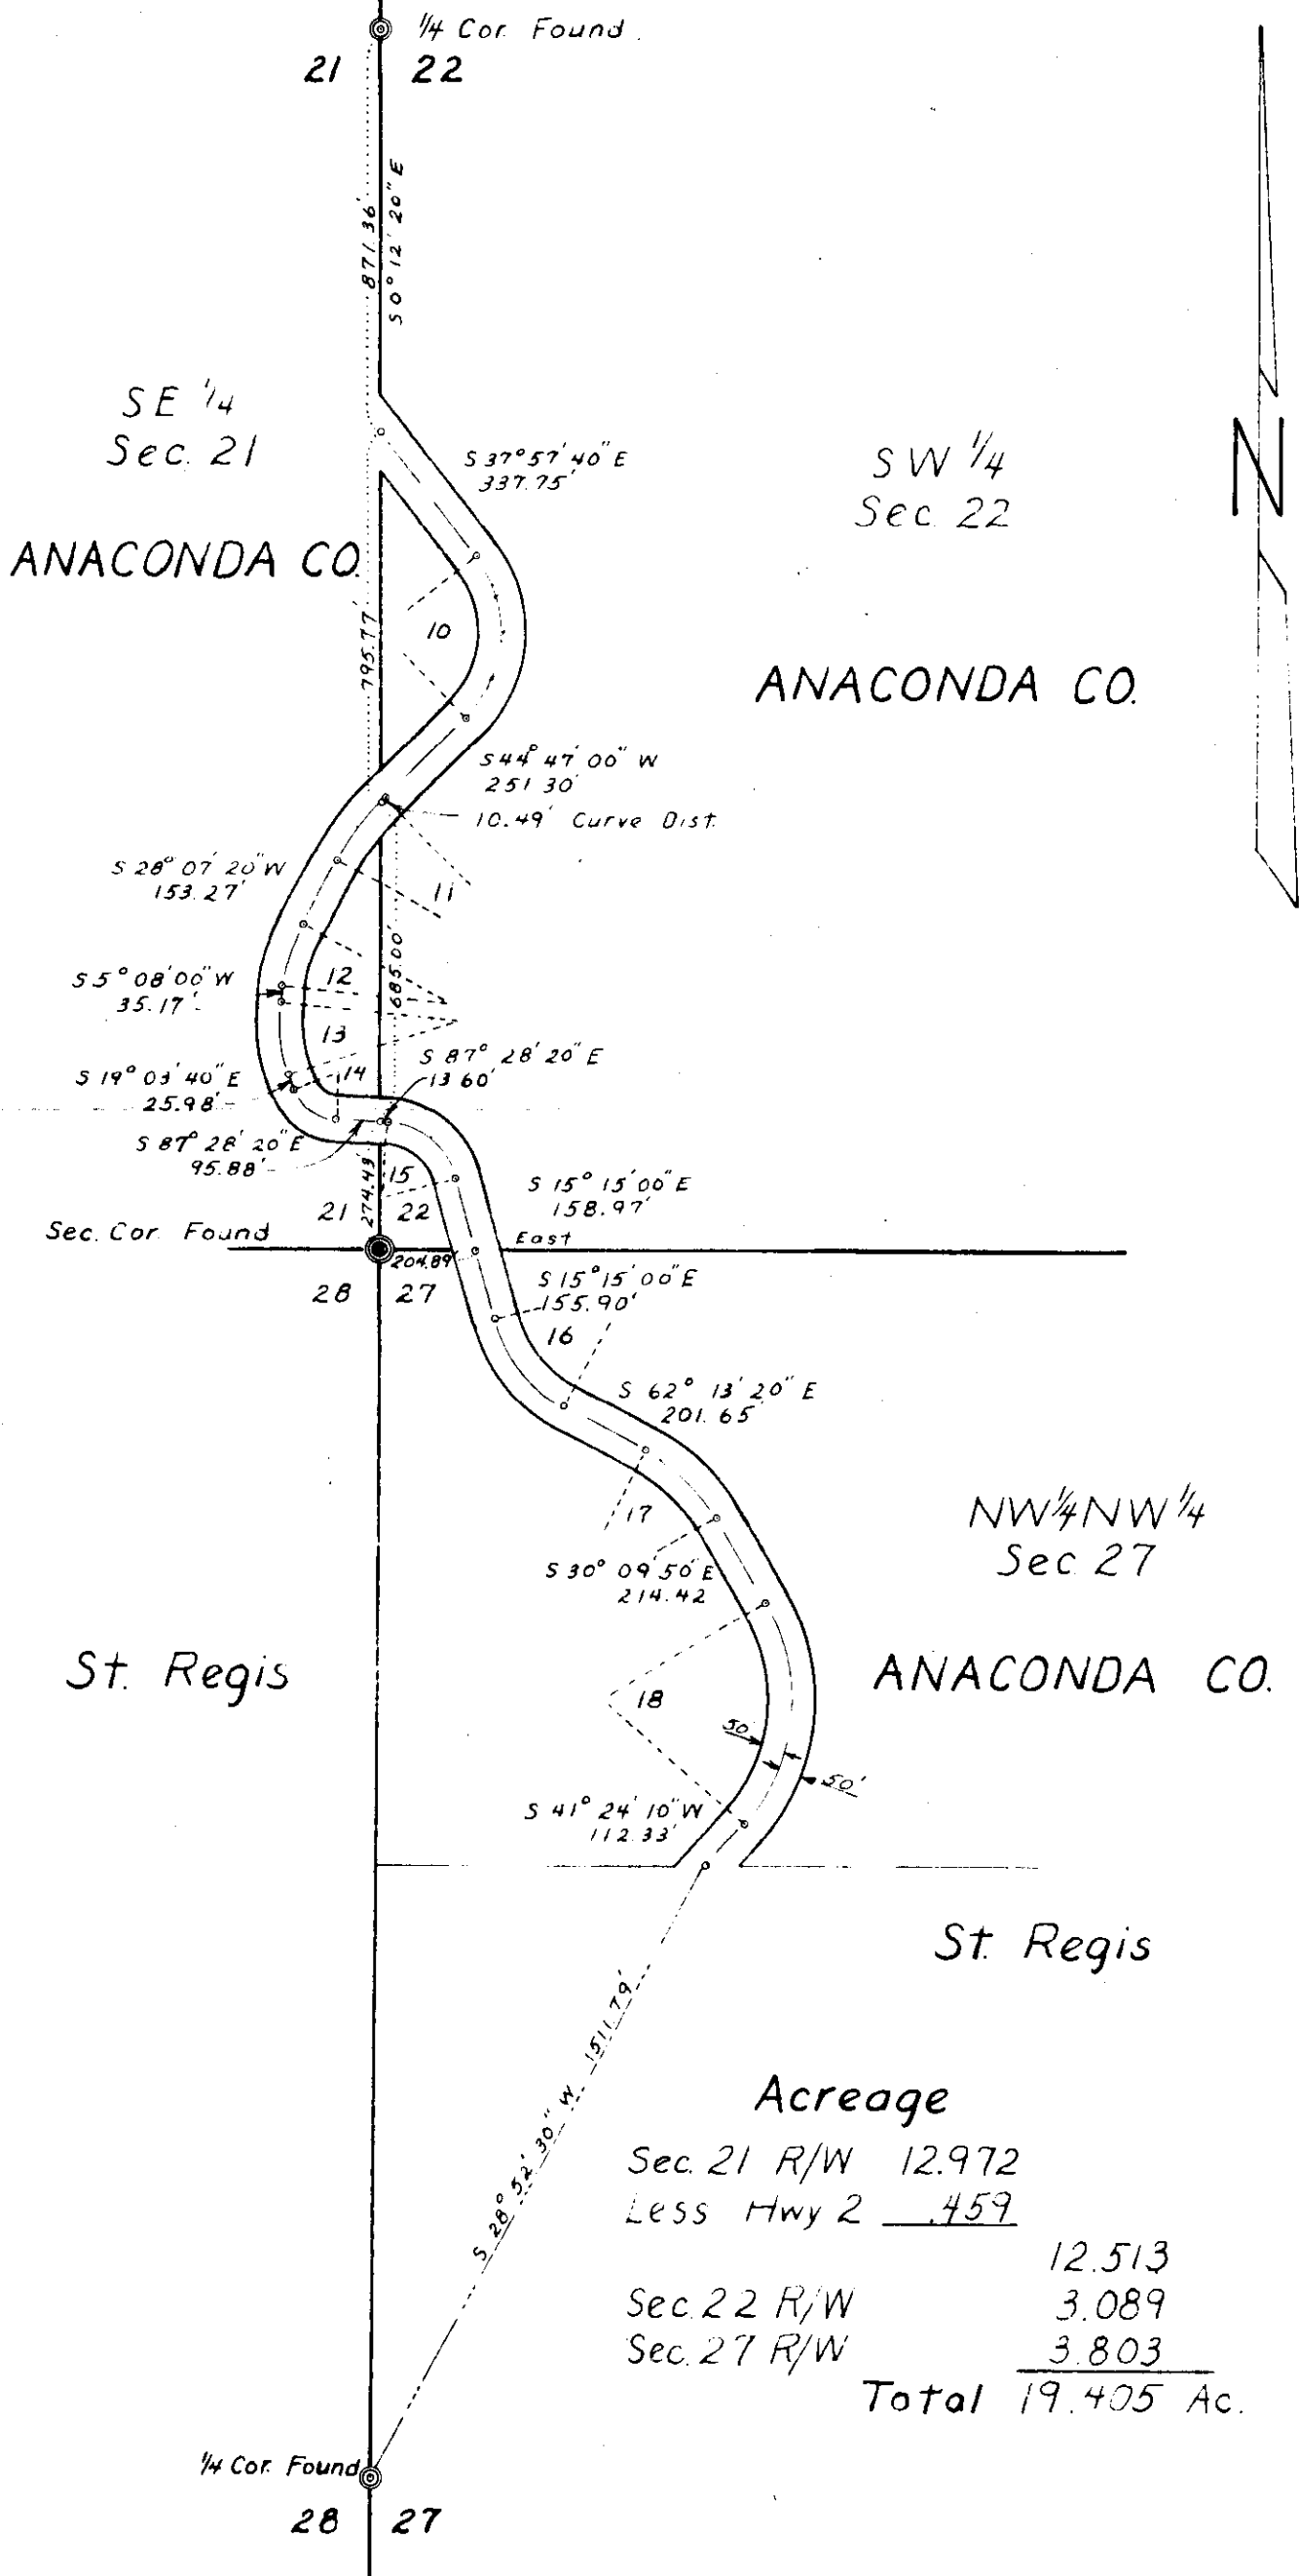 1/4 Cor. Found
21 22
871.36'
S 0° 12' 20" E
SE 1/4
Sec. 21
S 37° 57' 40" E
337.75'
SW 1/4
Sec. 22
N
ANACONDA CO.
10
795.77'
ANACONDA CO.
S 44° 47' 00" W
251.30'
10.49' Curve Dist.
S 28° 07' 20" W
153.27'
11
685.00
S 5° 08' 00" W
35.17'
12
13
S 87° 28' 20" E
13.60'
S 19° 03' 40" E
25.98'
14
S 87° 28' 20" E
95.88'
274.43
15
S 15° 15' 00" E
158.97'
21 22
Sec. Cor. Found
East
204.89
28 27
S 15° 15' 00" E
155.90'
16
S 62° 13' 20" E
201.65'
17
NW 1/4 NW 1/4
Sec. 27
S 30° 09' 50" E
214.42
St. Regis
ANACONDA CO.
18
50'
50'
S 41° 24' 10" W
112.33'
St. Regis
S 28° 52' 30" W 1511.79'
Acreage
Sec. 21 R/W 12.972
Less Hwy 2 .459
12.513
Sec. 22 R/W 3.089
Sec. 27 R/W 3.803
Total 19.405 Ac.
1/4 Cor. Found
28 27